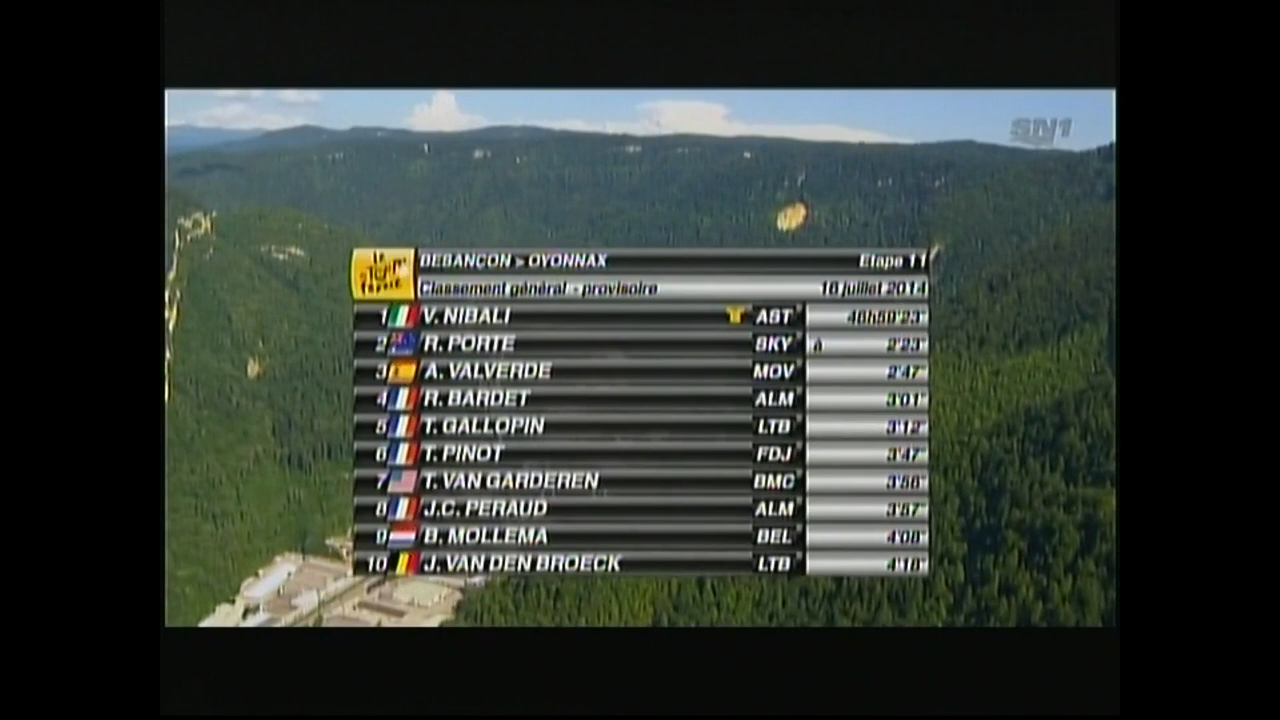 SN1
le TOUR de france BESANÇON > OYONNAX Etape 11
Classement général - provisoire 16 juillet 2014
1 V. NIBALI AST 46h59'23"
2 R. PORTE SKY à 2'23"
3 A. VALVERDE MOV 2'47"
4 R. BARDET ALM 3'01"
5 T. GALLOPIN LTB 3'12"
6 T. PINOT FDJ 3'47"
7 T. VAN GARDEREN BMC 3'56"
8 J.C. PERAUD ALM 3'57"
9 B. MOLLEMA BEL 4'08"
10 J. VAN DEN BROECK LTB 4'18"